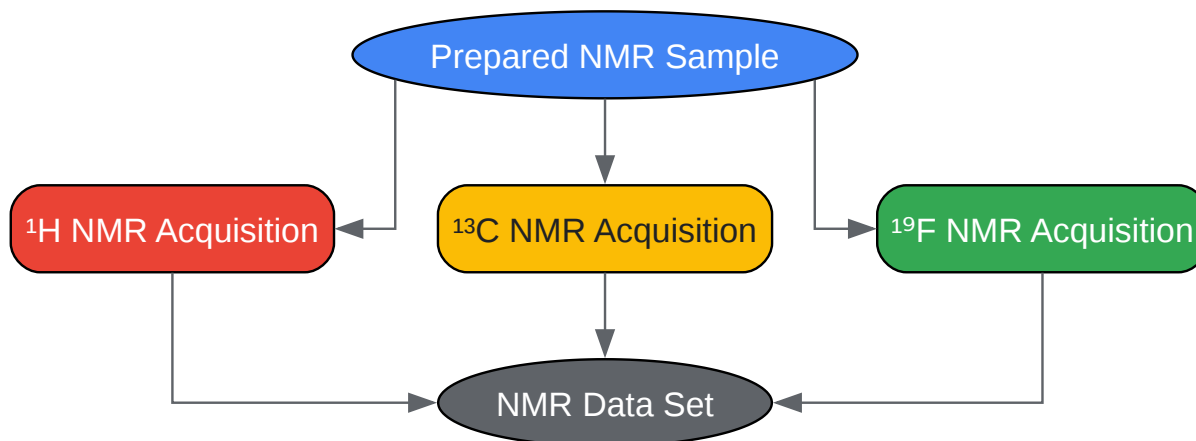 Prepared NMR Sample
¹H NMR Acquisition
¹³C NMR Acquisition
¹⁹F NMR Acquisition
NMR Data Set